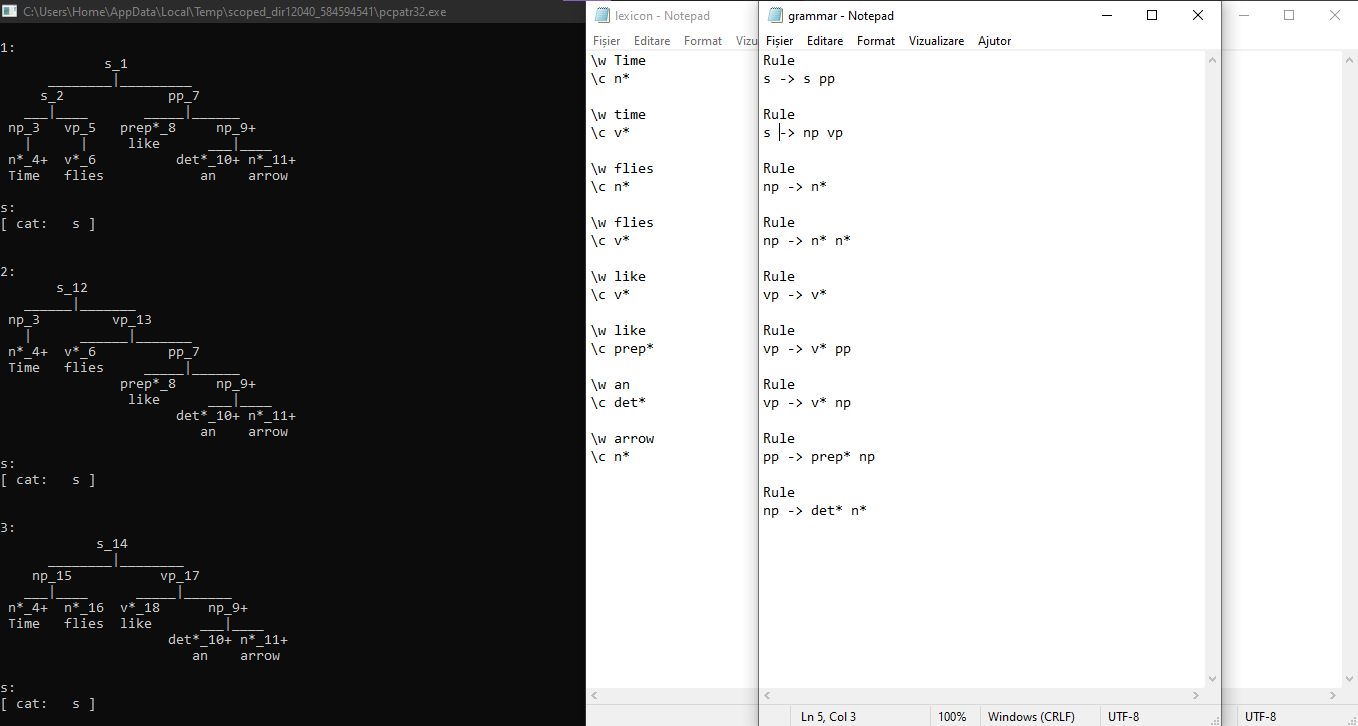 C:\Users\Home\AppData\Local\Temp\scoped_dir12040_584594541\pcpatr32.exe
1:
s_1
s_2 pp_7
np_3 vp_5 prep*_8 np_9+
like
n*_4+ v*_6 det*_10+ n*_11+
Time flies an arrow
s:
[ cat: s ]
2:
s_12
np_3 vp_13
n*_4+ v*_6 pp_7
Time flies
prep*_8 np_9+
like
det*_10+ n*_11+
an arrow
s:
[ cat: s ]
3:
s_14
np_15 vp_17
n*_4+ n*_16 v*_18 np_9+
Time flies like
det*_10+ n*_11+
an arrow
s:
[ cat: s ]
lexicon - Notepad
Fișier Editare Format Vizu
\w Time
\c n*
\w time
\c v*
\w flies
\c n*
\w flies
\c v*
\w like
\c v*
\w like
\c prep*
\w an
\c det*
\w arrow
\c n*
grammar - Notepad
Fișier Editare Format Vizualizare Ajutor
Rule
s -> s pp
Rule
s -> np vp
Rule
np -> n*
Rule
np -> n* n*
Rule
vp -> v*
Rule
vp -> v* pp
Rule
vp -> v* np
Rule
pp -> prep* np
Rule
np -> det* n*
Ln 5, Col 3 100% Windows (CRLF) UTF-8
UTF-8